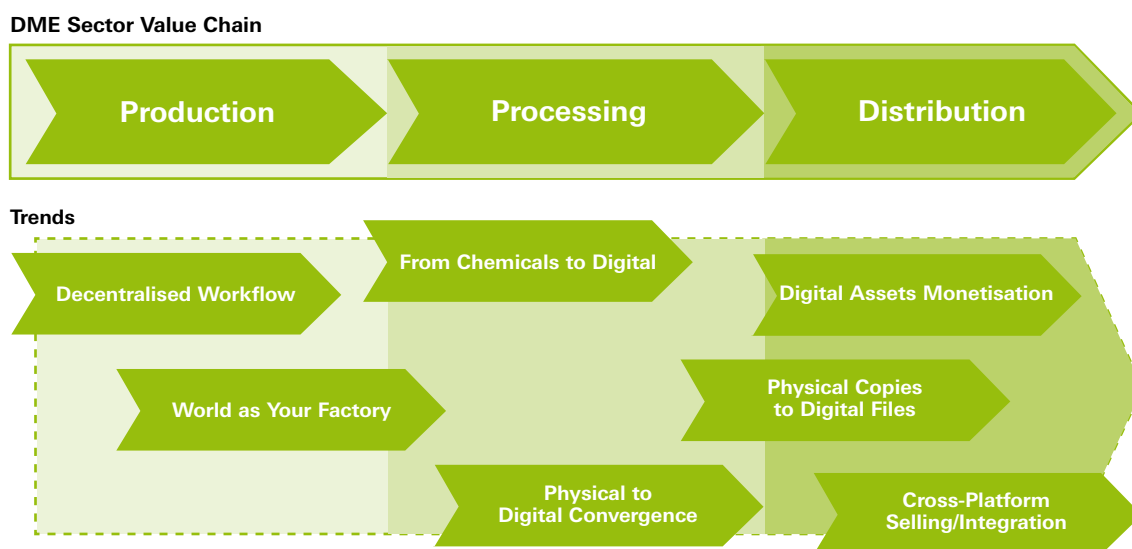 DME Sector Value Chain
Production
Processing
Distribution
Trends
From Chemicals to Digital
Decentralised Workflow
Digital Assets Monetisation
World as Your Factory
Physical Copies
to Digital Files
Physical to
Digital Convergence
Cross-Platform
Selling/Integration